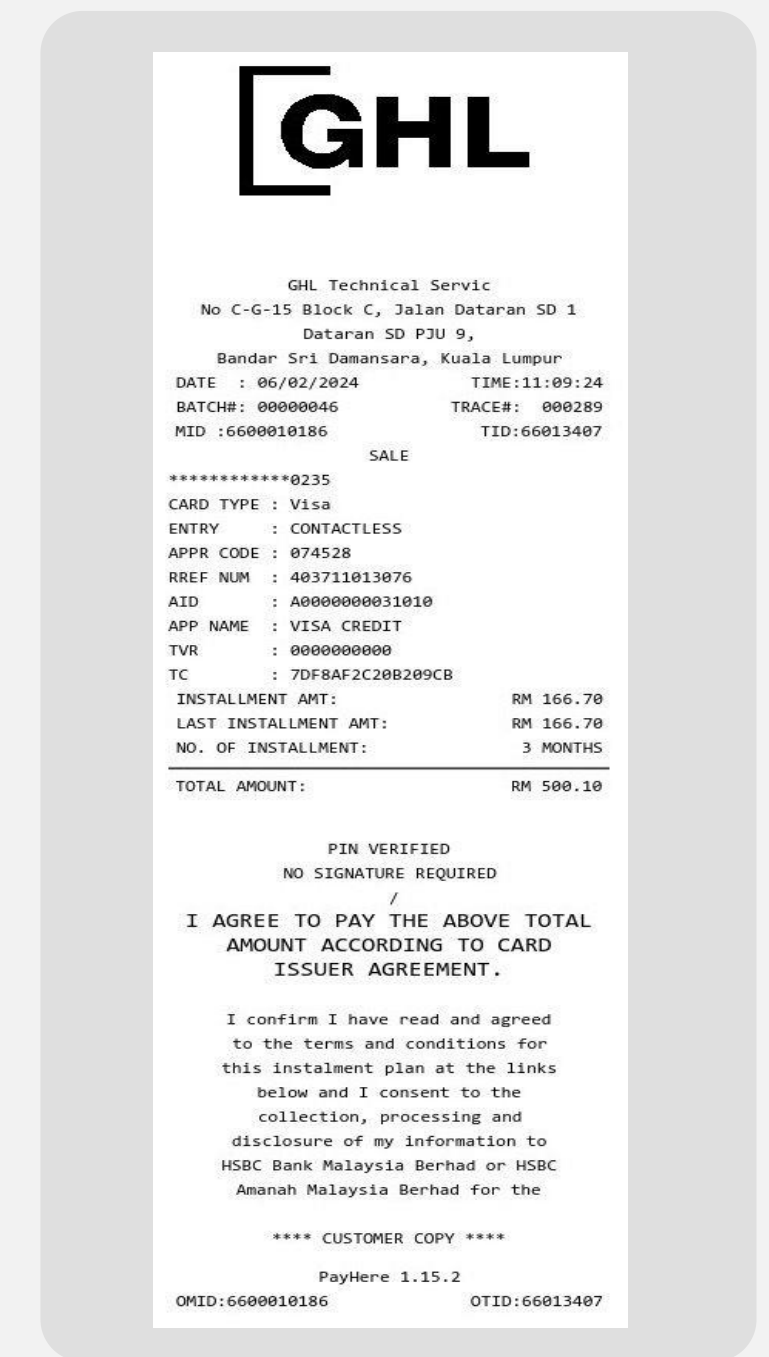 GHL
GHL Technical Servic
No C-G-15 Block C, Jalan Dataran SD 1
Dataran SD PJU 9,
Bandar Sri Damansara, Kuala Lumpur
DATE : 06/02/2024 TIME:11:09:24
BATCH#: 00000046 TRACE#: 000289
MID :6600010186 TID:66013407
SALE
************0235
CARD TYPE : Visa
ENTRY : CONTACTLESS
APPR CODE : 074528
RREF NUM : 403711013076
AID : A0000000031010
APP NAME : VISA CREDIT
TVR : 0000000000
TC : 7DF8AF2C20B209CB
INSTALLMENT AMT: RM 166.70
LAST INSTALLMENT AMT: RM 166.70
NO. OF INSTALLMENT: 3 MONTHS
TOTAL AMOUNT: RM 500.10
PIN VERIFIED
NO SIGNATURE REQUIRED
/
I AGREE TO PAY THE ABOVE TOTAL
AMOUNT ACCORDING TO CARD
ISSUER AGREEMENT.
I confirm I have read and agreed
to the terms and conditions for
this instalment plan at the links
below and I consent to the
collection, processing and
disclosure of my information to
HSBC Bank Malaysia Berhad or HSBC
Amanah Malaysia Berhad for the
**** CUSTOMER COPY ****
PayHere 1.15.2
OMID:6600010186 OTID:66013407